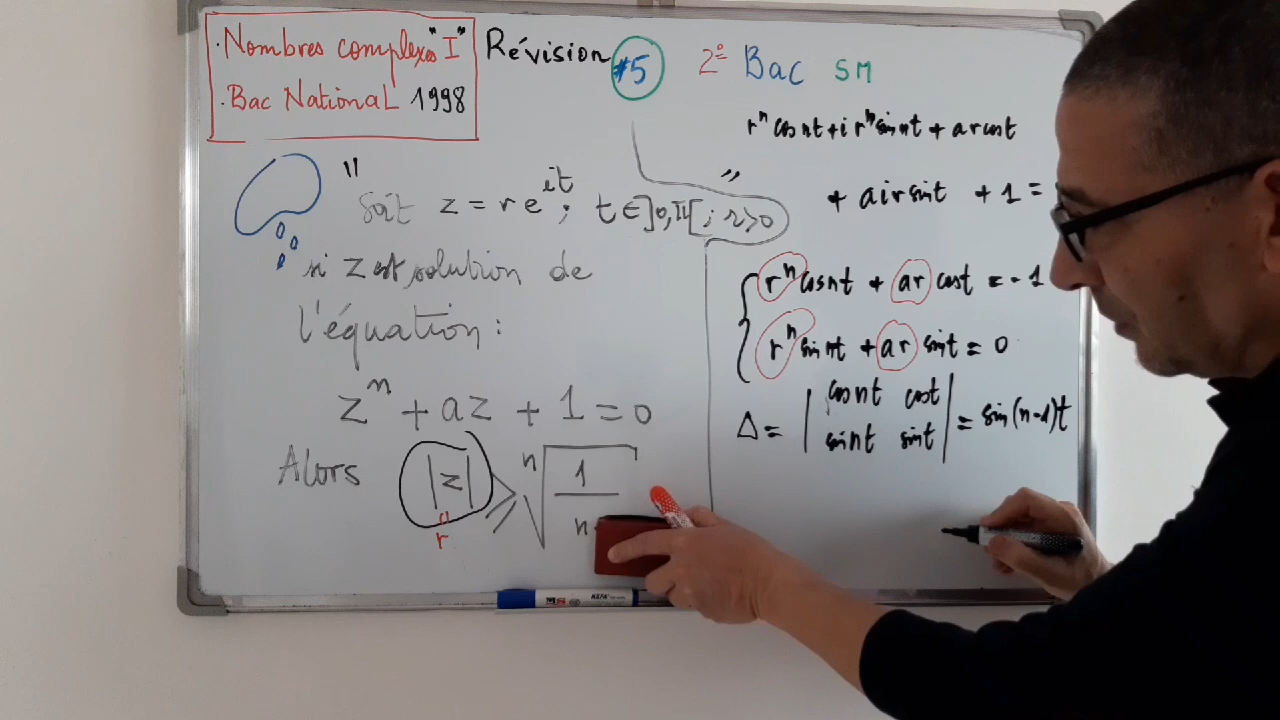 . Nombres complexes "I"
. Bac National 1998
Révision #5 2° Bac SM
" soit z = r e^{it}; t ∈ ]0,π[ ; r>0 "
si z est solution de
l'équation :
z^n + az + 1 = 0
Alors |z| ≥ ⁿ√(1/n
r
r^n cos nt + i r^n sin nt + a r cos t
+ a i r sin t + 1 =
{ r^n cos nt + ar cos t = -1
r^n sin nt + ar sin t = 0
Δ = | cos nt cos t |
| sin nt sin t | = sin(n-1)t